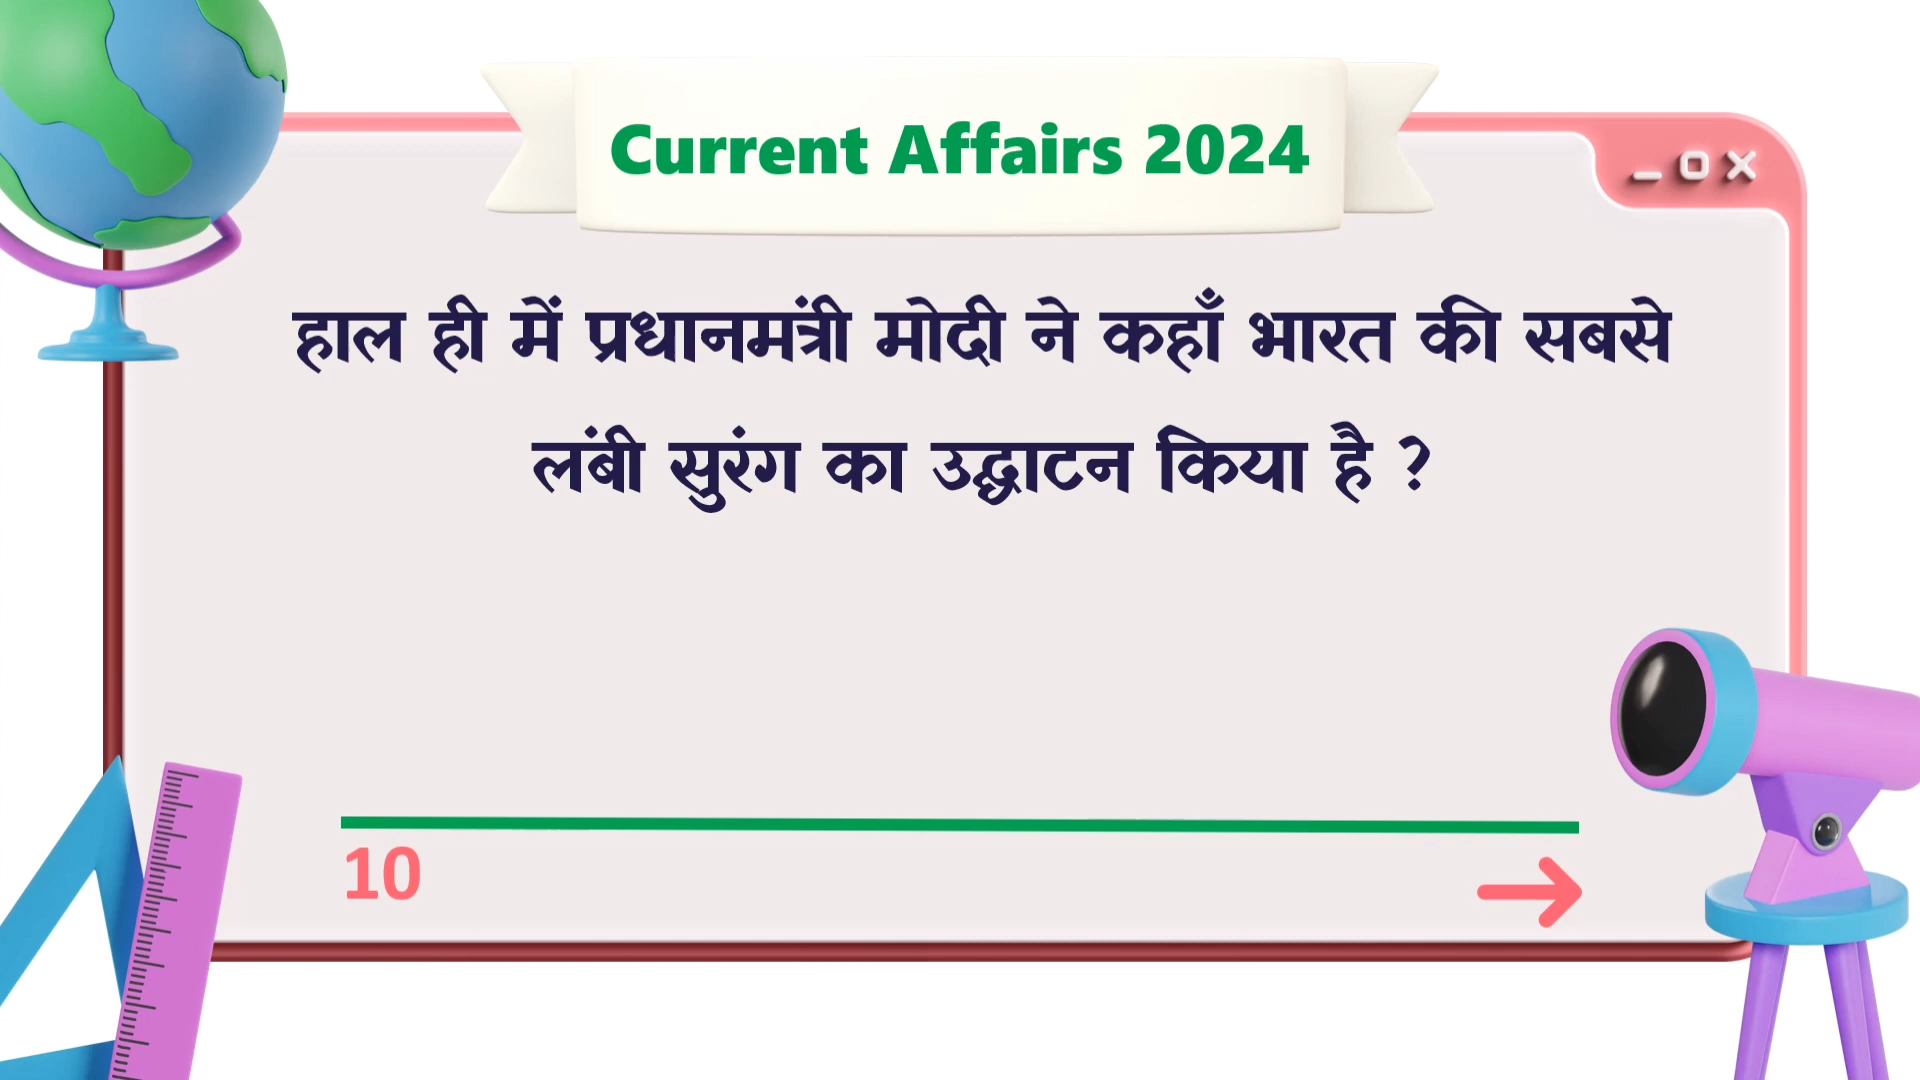 Current Affairs 2024
हाल ही में प्रधानमंत्री मोदी ने कहाँ भारत की सबसे
लंबी सुरंग का उद्घाटन किया है ?
10